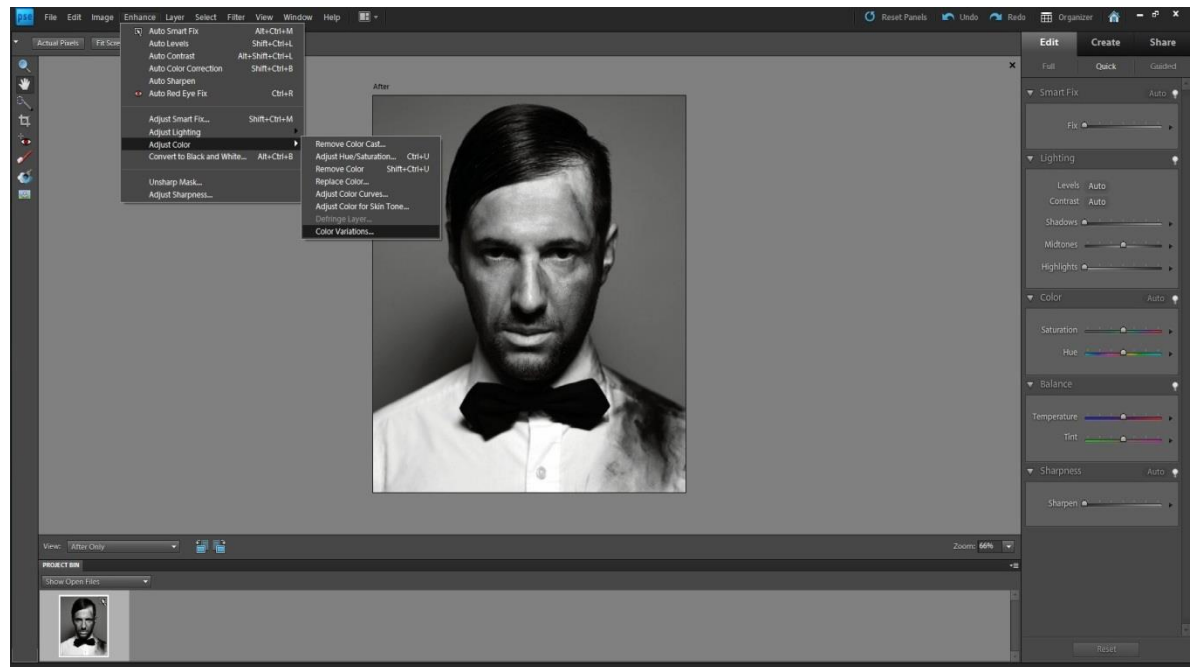 pse File Edit Image Enhance Layer Select Filter View Window Help Reset Panels Undo Redo Organizer
Actual Pixels Fit Scre
Edit Create Share
Full Quick Guided
Auto Smart Fix Alt+Ctrl+M
Auto Levels Shift+Ctrl+L
Auto Contrast Alt+Shift+Ctrl+L
Auto Color Correction Shift+Ctrl+B
Auto Sharpen
Auto Red Eye Fix Ctrl+R
Adjust Smart Fix... Shift+Ctrl+M
Adjust Lighting
Adjust Color
Convert to Black and White... Alt+Ctrl+B
Unsharp Mask...
Adjust Sharpness...
Remove Color Cast...
Adjust Hue/Saturation... Ctrl+U
Remove Color Shift+Ctrl+U
Replace Color...
Adjust Color Curves...
Adjust Color for Skin Tone...
Defringe Layer...
Color Variations...
After
Smart Fix Auto
Fix
Lighting
Levels Auto
Contrast Auto
Shadows
Midtones
Highlights
Color Auto
Saturation
Hue
Balance
Temperature
Tint
Sharpness Auto
Sharpen
View: After Only Zoom: 66%
PROJECT BIN
Show Open Files
Reset